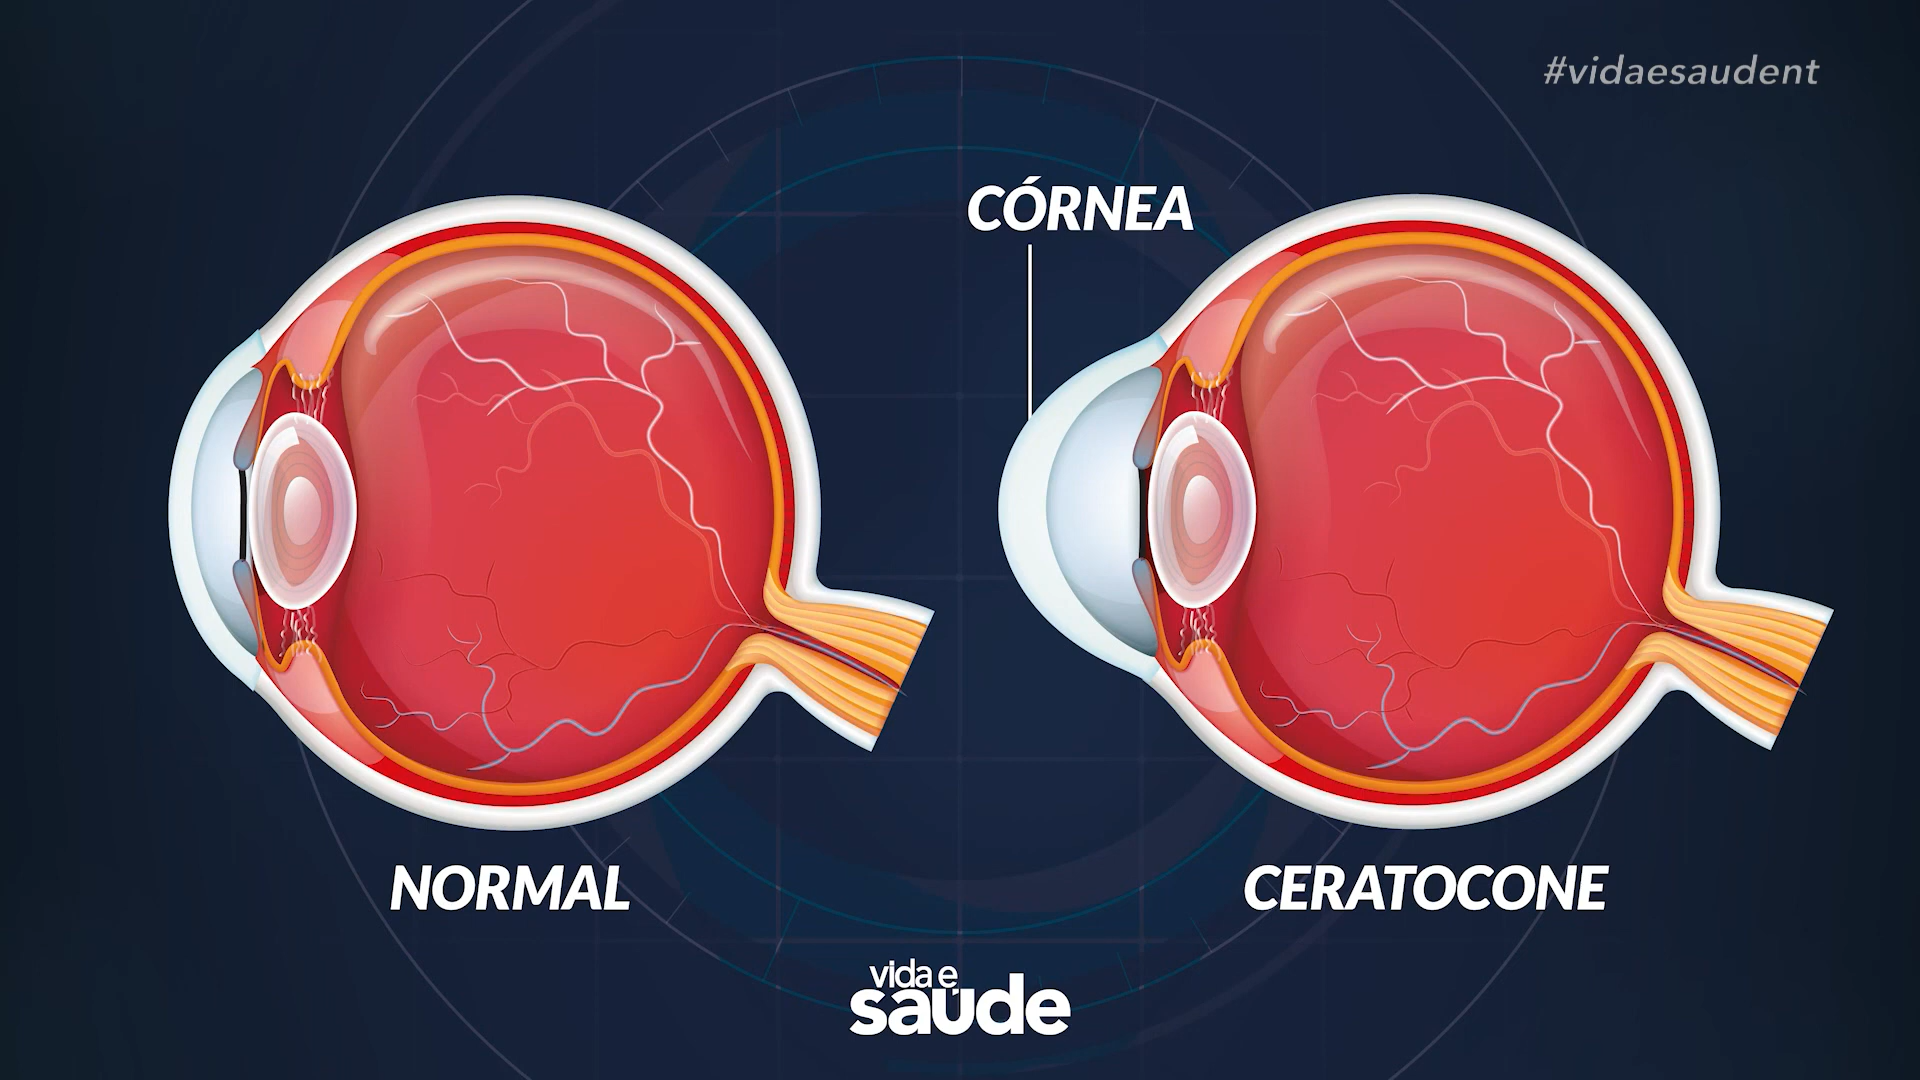 #vidaesaudent
CÓRNEA
NORMAL
CERATOCONE
vida e
saúde